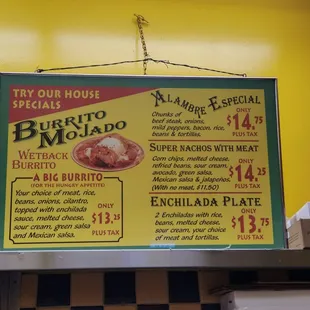 TRY OUR HOUSE
SPECIALS
BURRITO
MOJADO
WETBACK
BURRITO
A BIG BURRITO
(FOR THE HUNGRY APPETITE)
Your choice of meat, rice,
beans, onions, cilantro,
topped with enchilada
sauce, melted cheese,
sour cream, green salsa
and Mexican salsa.
ONLY
$13.25
PLUS TAX
ALAMBRE ESPECIAL
Chunks of
beef steak, onions,
mild peppers, bacon, rice,
beans & tortillas.
ONLY
$14.75
PLUS TAX
SUPER NACHOS WITH MEAT
Corn chips, melted cheese,
refried beans, sour cream,
avocado, green salsa,
Mexican salsa & jalapeños.
(With no meat, $11.50)
ONLY
$14.25
PLUS TAX
ENCHILADA PLATE
2 Enchiladas with rice,
beans, melted cheese,
sour cream, your choice
of meat and tortillas.
ONLY
$13.75
PLUS TAX